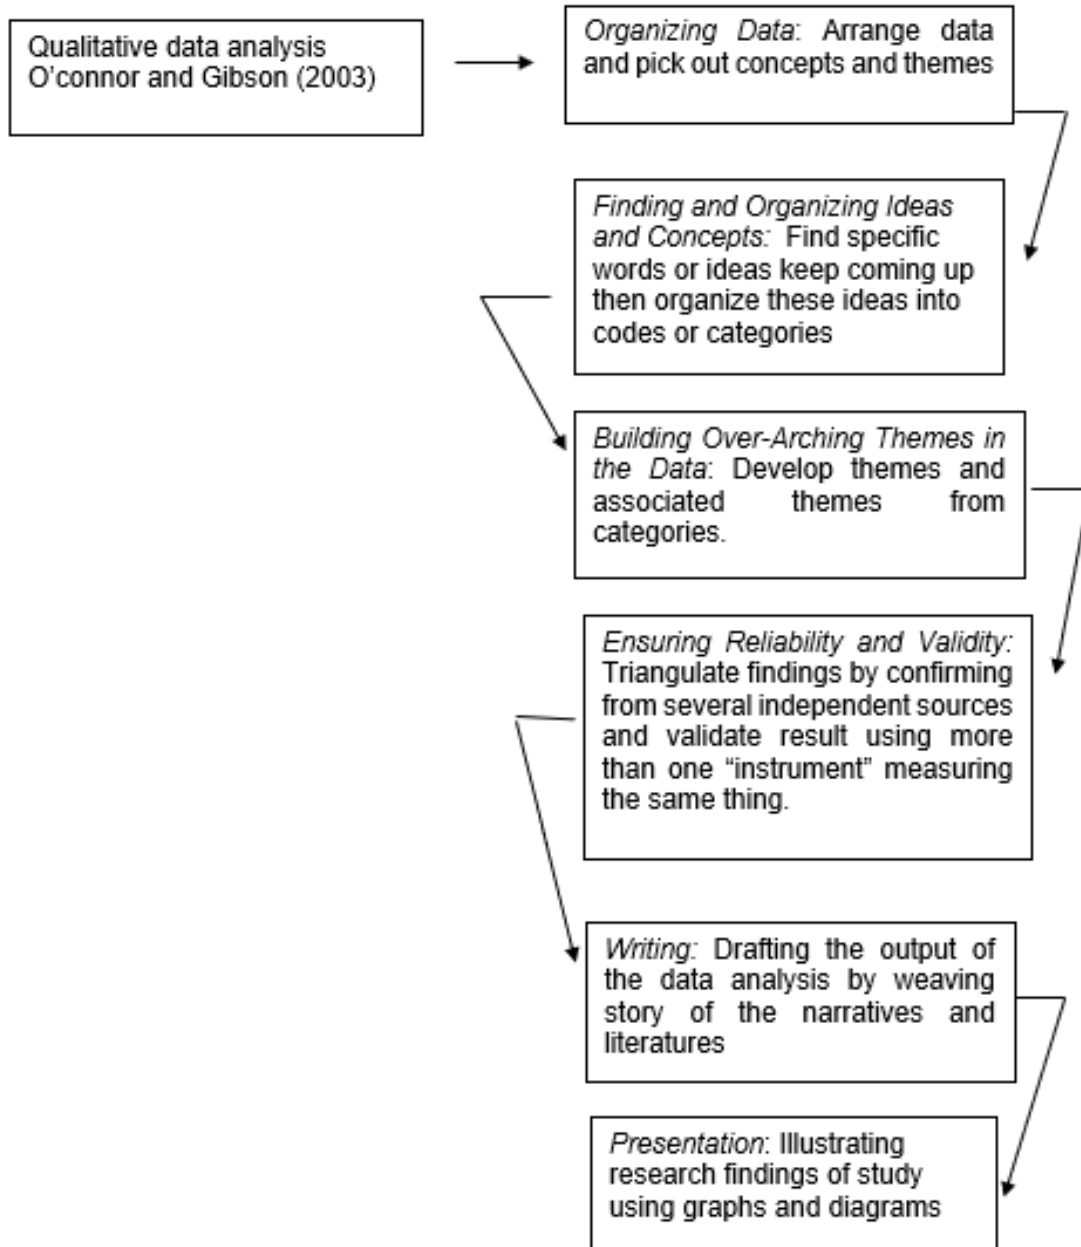 Qualitative data analysis
O'connor and Gibson (2003)
Organizing Data: Arrange data
and pick out concepts and themes
Finding and Organizing Ideas
and Concepts: Find specific
words or ideas keep coming up
then organize these ideas into
codes or categories
Building Over-Arching Themes in
the Data: Develop themes and
associated themes from
categories.
Ensuring Reliability and Validity:
Triangulate findings by confirming
from several independent sources
and validate result using more
than one “instrument” measuring
the same thing.
Writing: Drafting the output of
the data analysis by weaving
story of the narratives and
literatures
Presentation: Illustrating
research findings of study
using graphs and diagrams